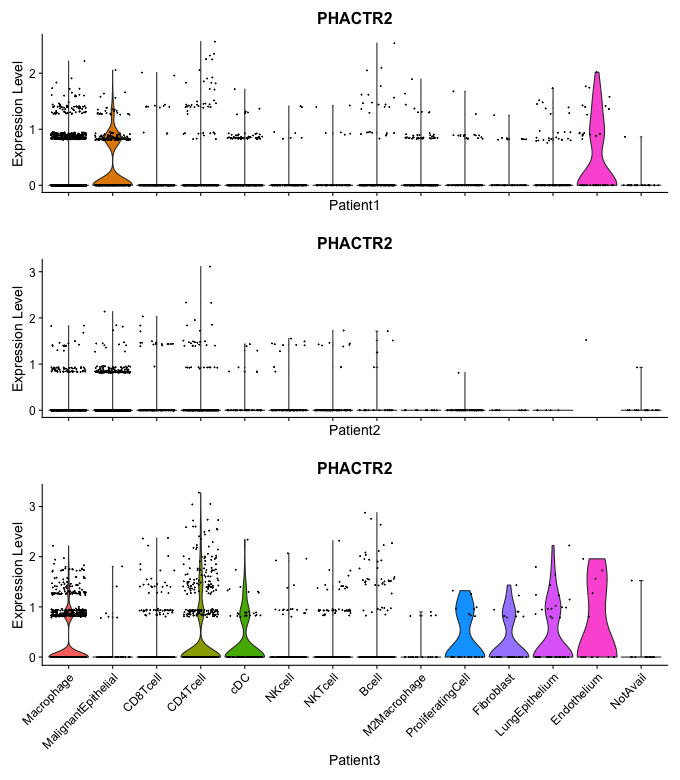 PHACTR2
Expression Level
2
1
0
Patient1
PHACTR2
Expression Level
3
2
1
0
Patient2
PHACTR2
Expression Level
3
2
1
0
Macrophage
MalignantEpithelial
CD8Tcell
CD4Tcell
cDC
NKcell
NKTcell
Bcell
M2Macrophage
ProliferatingCell
Fibroblast
LungEpithelium
Endothelium
NotAvail
Patient3